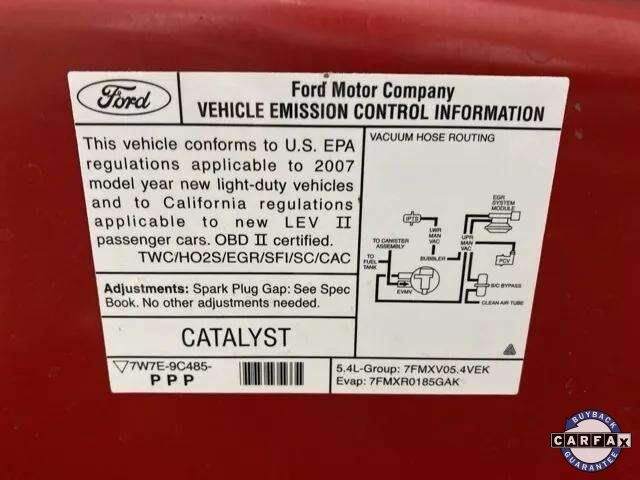 Ford
Ford Motor Company
VEHICLE EMISSION CONTROL INFORMATION
This vehicle conforms to U.S. EPA
regulations applicable to 2007
model year new light-duty vehicles
and to California regulations
applicable to new LEV II
passenger cars. OBD II certified.
TWC/HO2S/EGR/SFI/SC/CAC
Adjustments: Spark Plug Gap: See Spec
Book. No other adjustments needed.
CATALYST
7W7E-9C485-
PPP
VACUUM HOSE ROUTING
EGR
SYSTEM
MODULE
IPTS
LWR
MAN
VAC
UPR
MAN
VAC
PCV
TO CANISTER
ASSEMBLY
BUBBLER
TO FUEL
TANK
EVMV
S/C BYPASS
CLEAN AIR TUBE
5.4L-Group: 7FMXV05.4VEK
Evap: 7FMXR0185GAK
BUYBACK
CARFAX
GUARANTEE